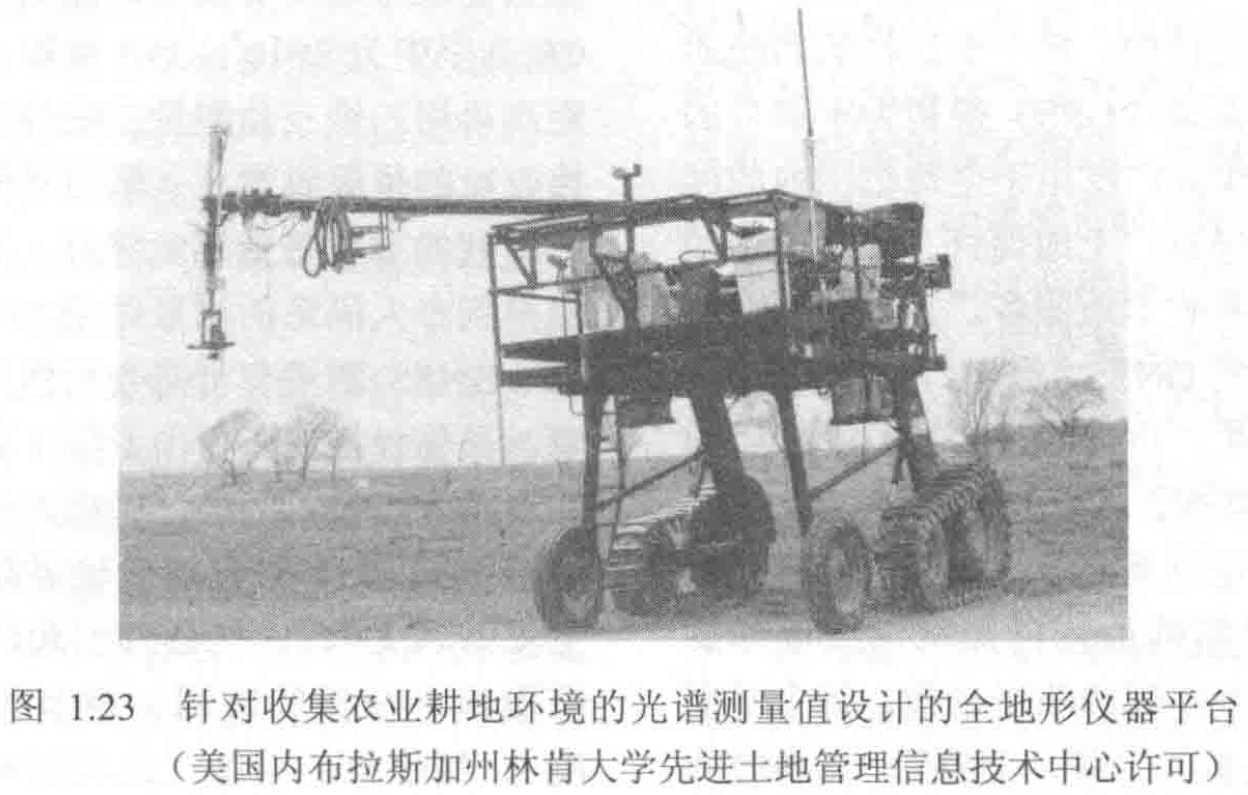 图 1.23 针对收集农业耕地环境的光谱测量值设计的全地形仪器平台
（美国内布拉斯加州林肯大学先进土地管理信息技术中心许可）